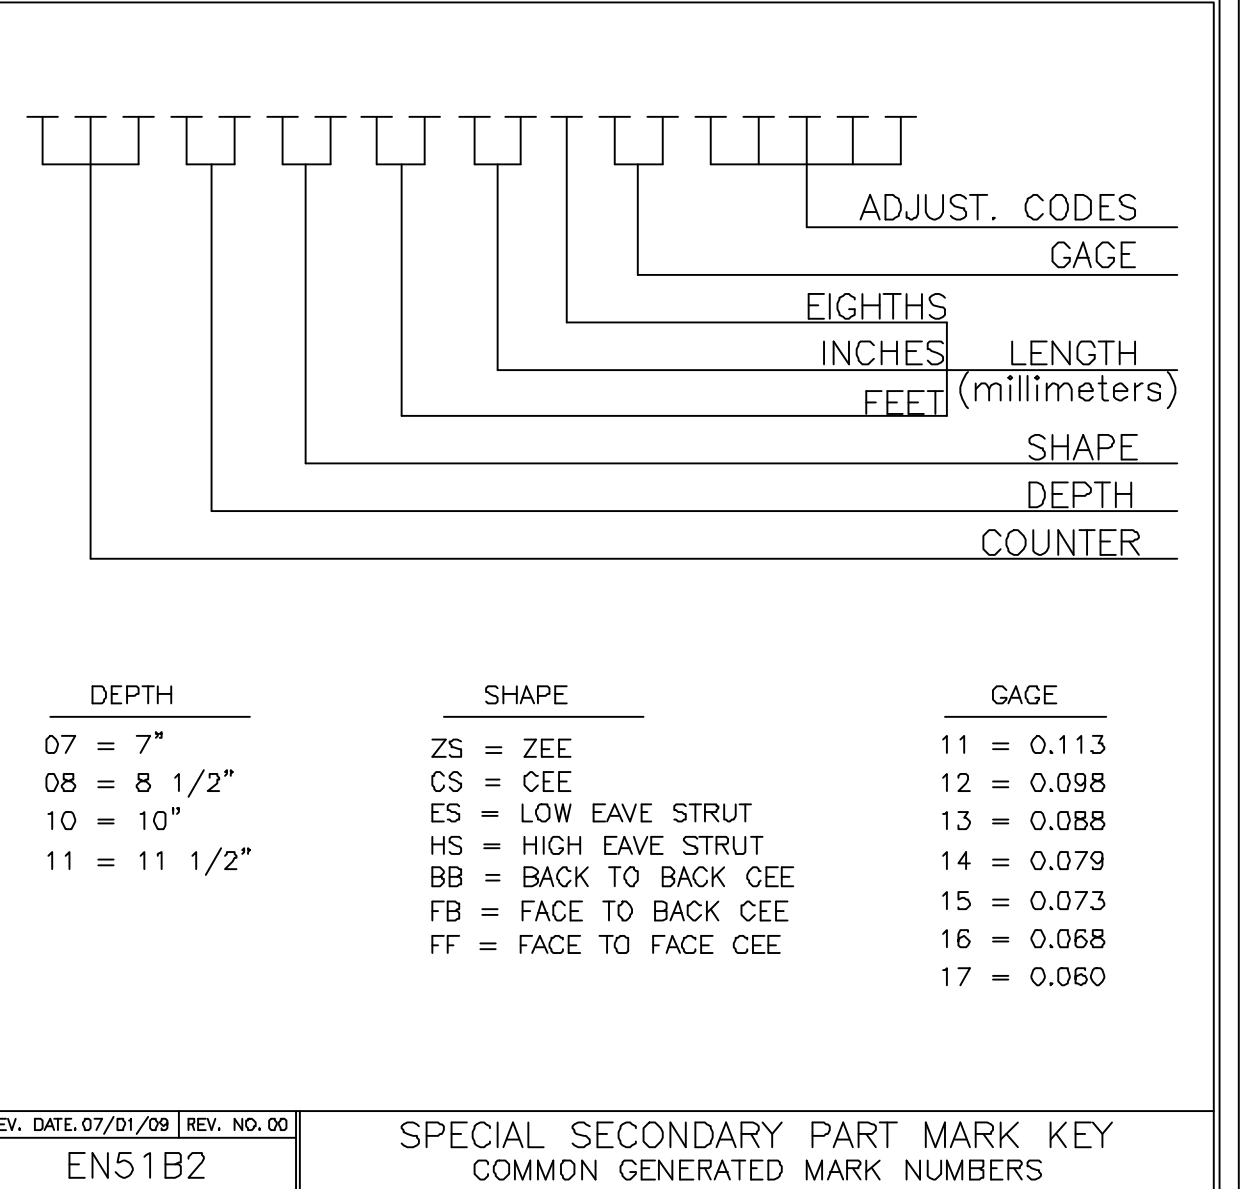 ADJUST. CODES
GAGE
EIGHTHS
INCHES LENGTH
(millimeters)
FEET
SHAPE
DEPTH
COUNTER
DEPTH SHAPE GAGE
07 = 7"
08 = 8 1/2"
10 = 10"
11 = 11 1/2"
ZS = ZEE
CS = CEE
ES = LOW EAVE STRUT
HS = HIGH EAVE STRUT
BB = BACK TO BACK CEE
FB = FACE TO BACK CEE
FF = FACE TO FACE CEE
11 = 0.113
12 = 0.098
13 = 0.088
14 = 0.079
15 = 0.073
16 = 0.068
17 = 0.060
EV. DATE.07/01/09 REV. NO.00
EN51B2
SPECIAL SECONDARY PART MARK KEY
COMMON GENERATED MARK NUMBERS